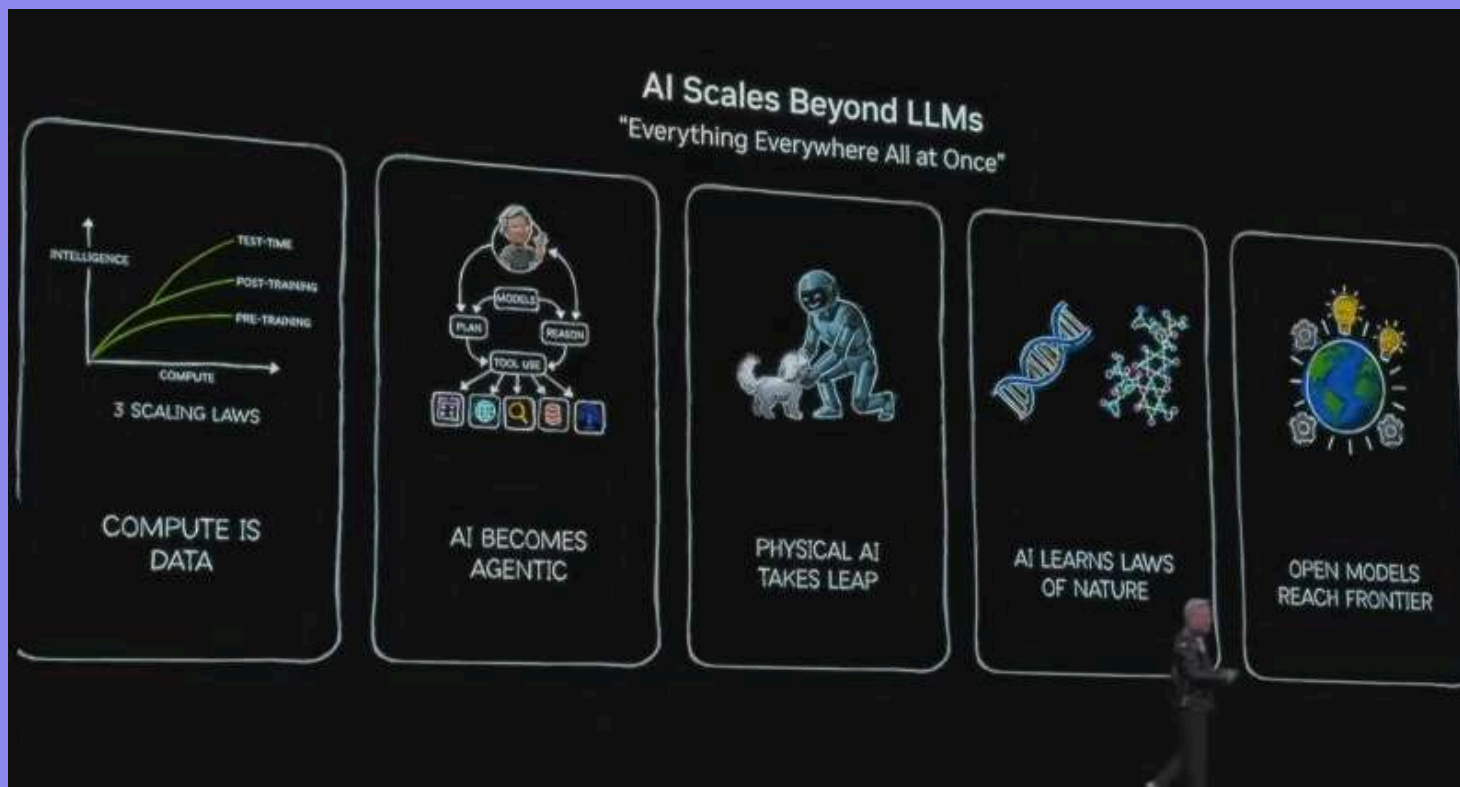 AI Scales Beyond LLMs
"Everything Everywhere All at Once"
INTELLIGENCE
TEST-TIME
POST-TRAINING
PRE-TRAINING
COMPUTE
3 SCALING LAWS
COMPUTE IS
DATA
MODELS
PLAN
REASON
TOOL USE
AI BECOMES
AGENTIC
PHYSICAL AI
TAKES LEAP
AI LEARNS LAWS
OF NATURE
OPEN MODELS
REACH FRONTIER